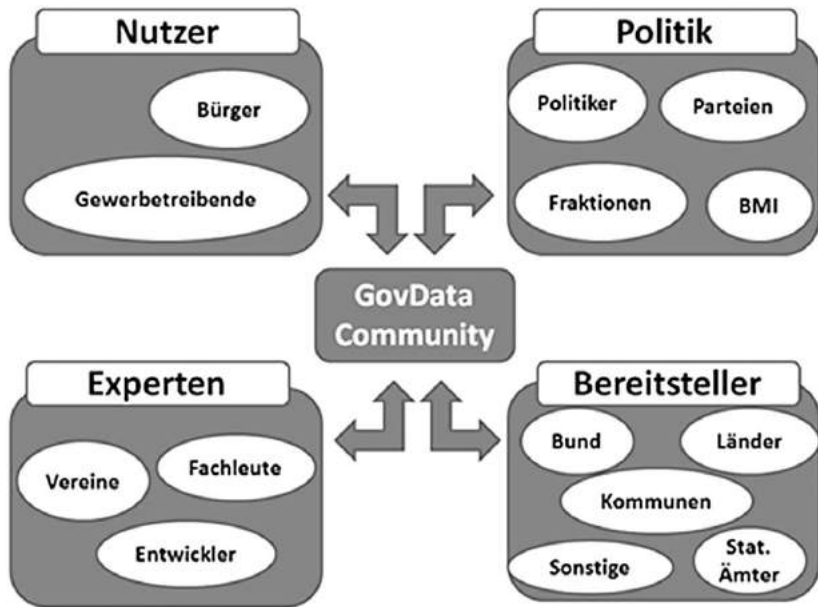 Nutzer
Bürger
Gewerbetreibende
Politik
Politiker
Parteien
Fraktionen
BMI
GovData
Community
Experten
Vereine
Fachleute
Entwickler
Bereitsteller
Bund
Länder
Kommunen
Sonstige
Stat.
Ämter